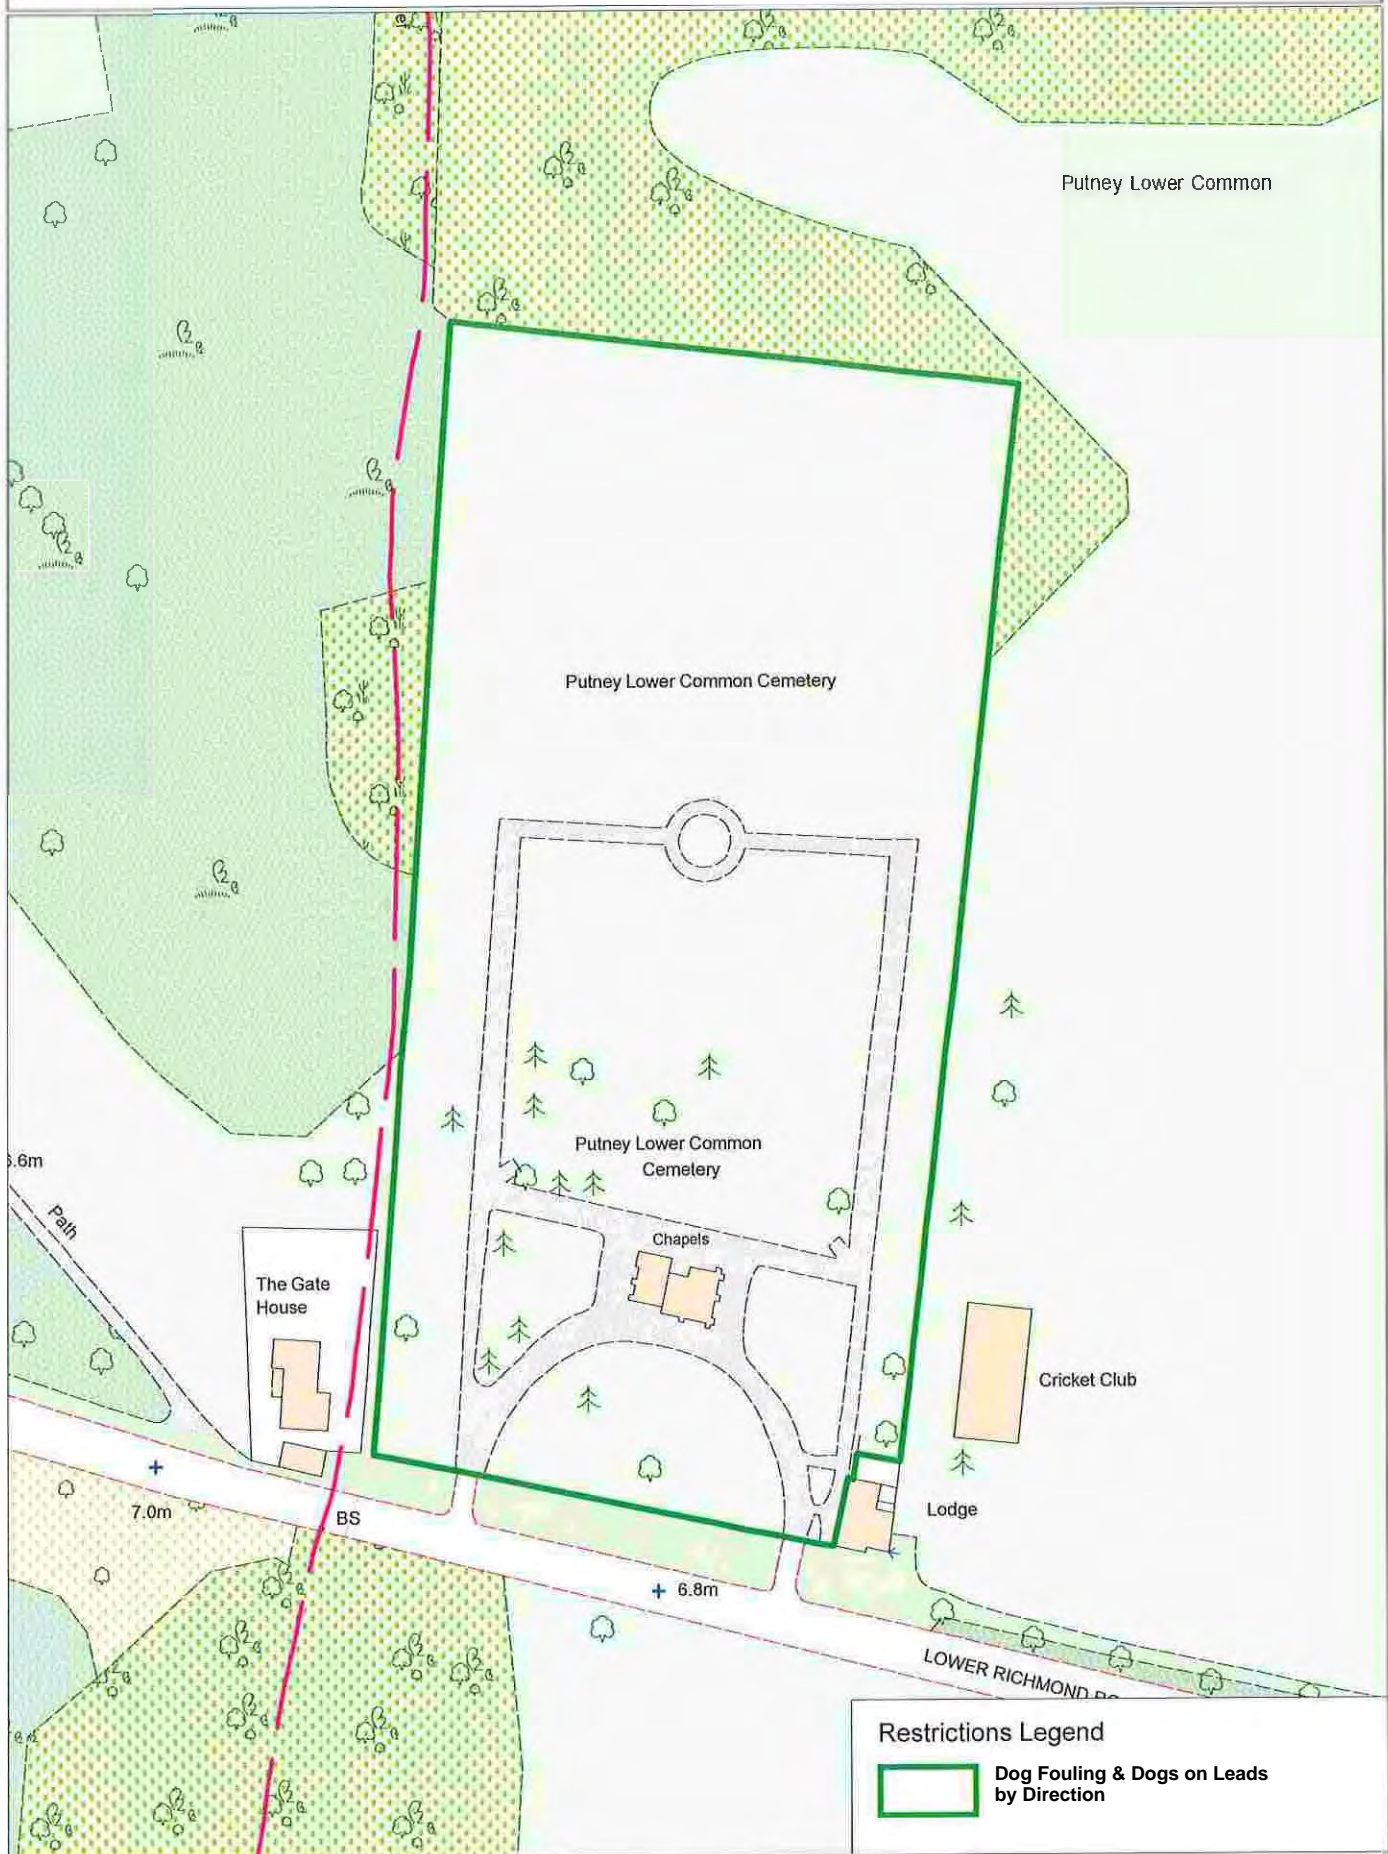 Putney Lower Common
Putney Lower Common Cemetery
Putney Lower Common
Cemetery
Chapels
Path
The Gate
House
Cricket Club
7.0m
BS
Lodge
6.8m
LOWER RICHMOND
Restrictions Legend
Dog Fouling & Dogs on Leads
by Direction